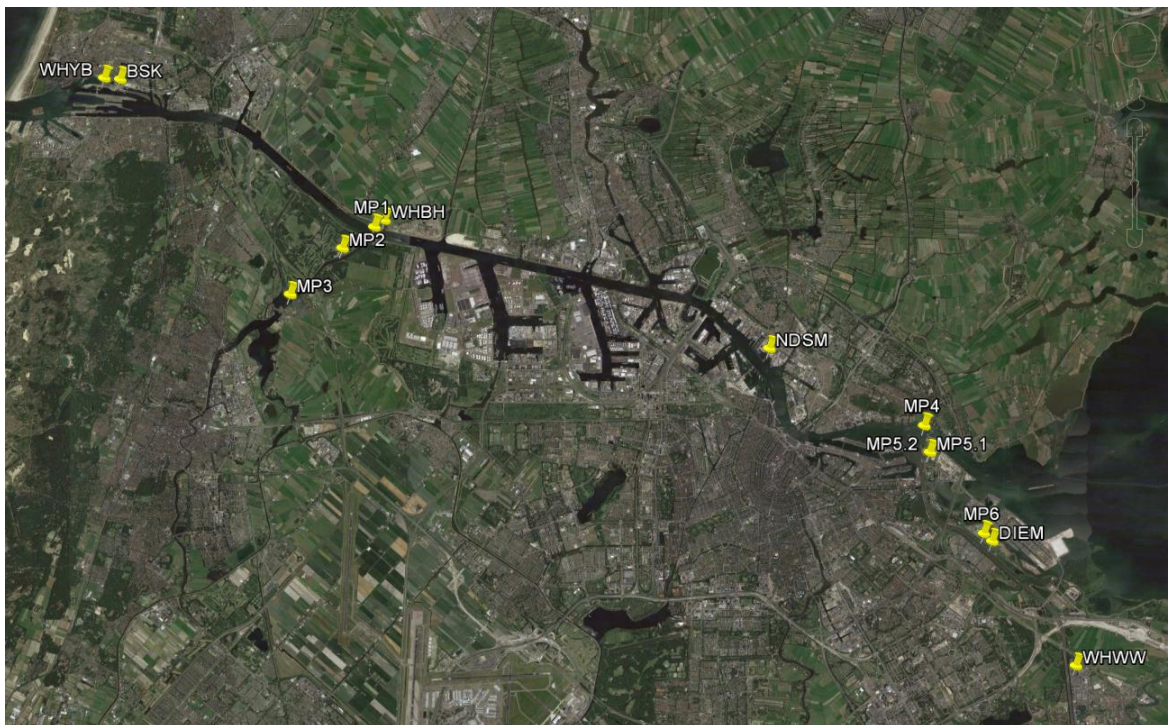 WHYB
BSK
MP1
WHBH
MP2
MP3
NDSM
MP4
MP5.2
MP5.1
MP6
DIEM
WHWW